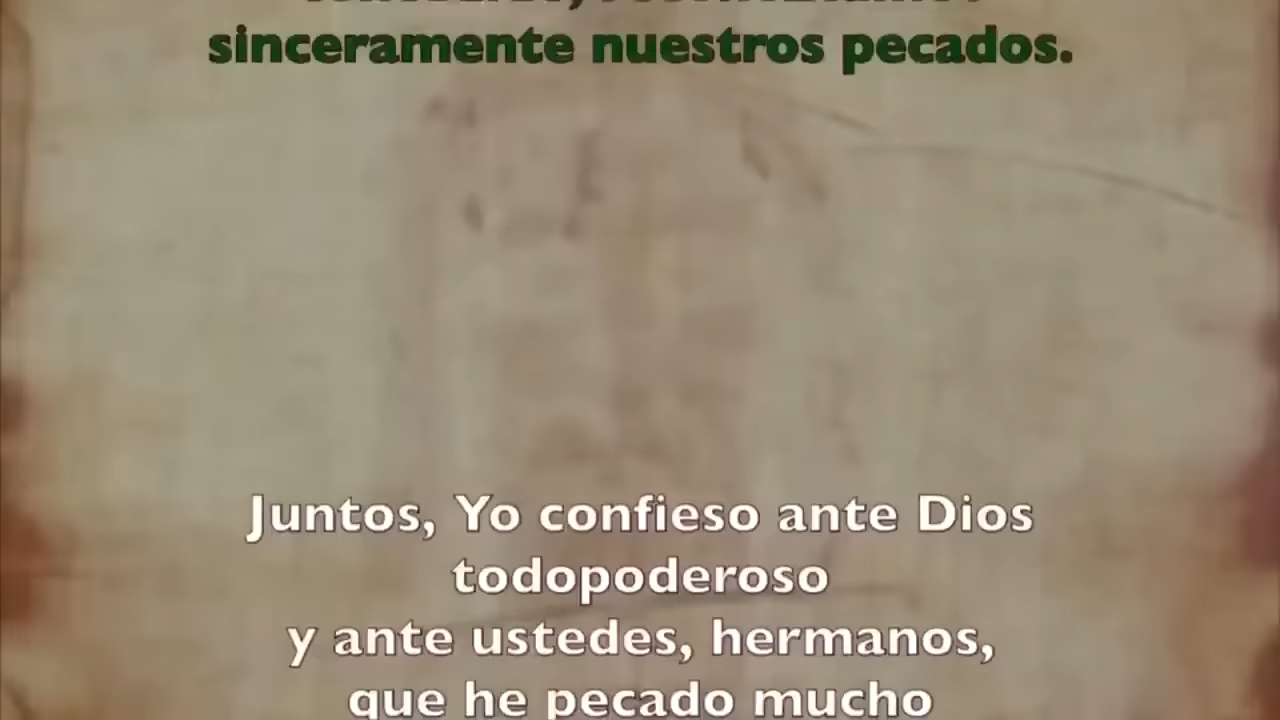 sinceramente nuestros pecados.
Juntos, Yo confieso ante Dios
todopoderoso
y ante ustedes, hermanos,
que he pecado mucho